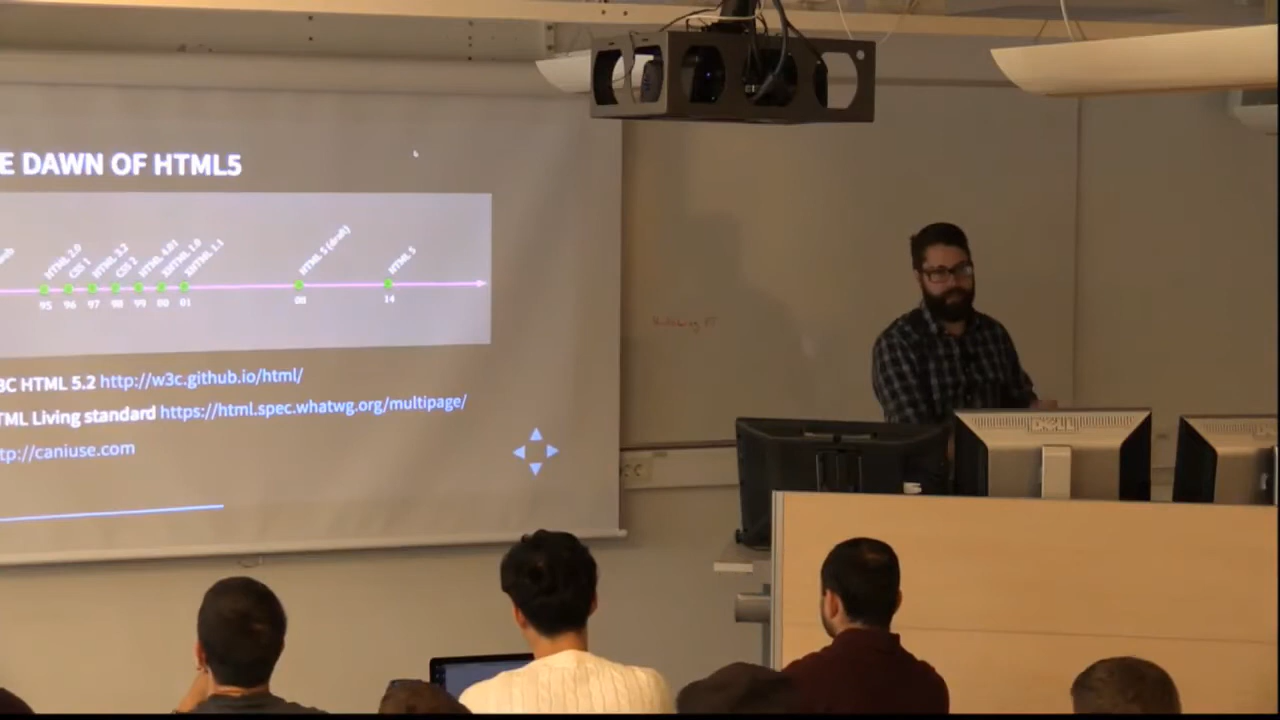 E DAWN OF HTML5
HTML 2.0
CSS 1
HTML 3.2
CSS 2
HTML 4.01
XHTML 1.0
XHTML 1.1
HTML 5 (draft)
HTML 5
95 96 97 98 99 00 01 08 14
3C HTML 5.2 http://w3c.github.io/html/
TML Living standard https://html.spec.whatwg.org/multipage/
tp://caniuse.com
DELL